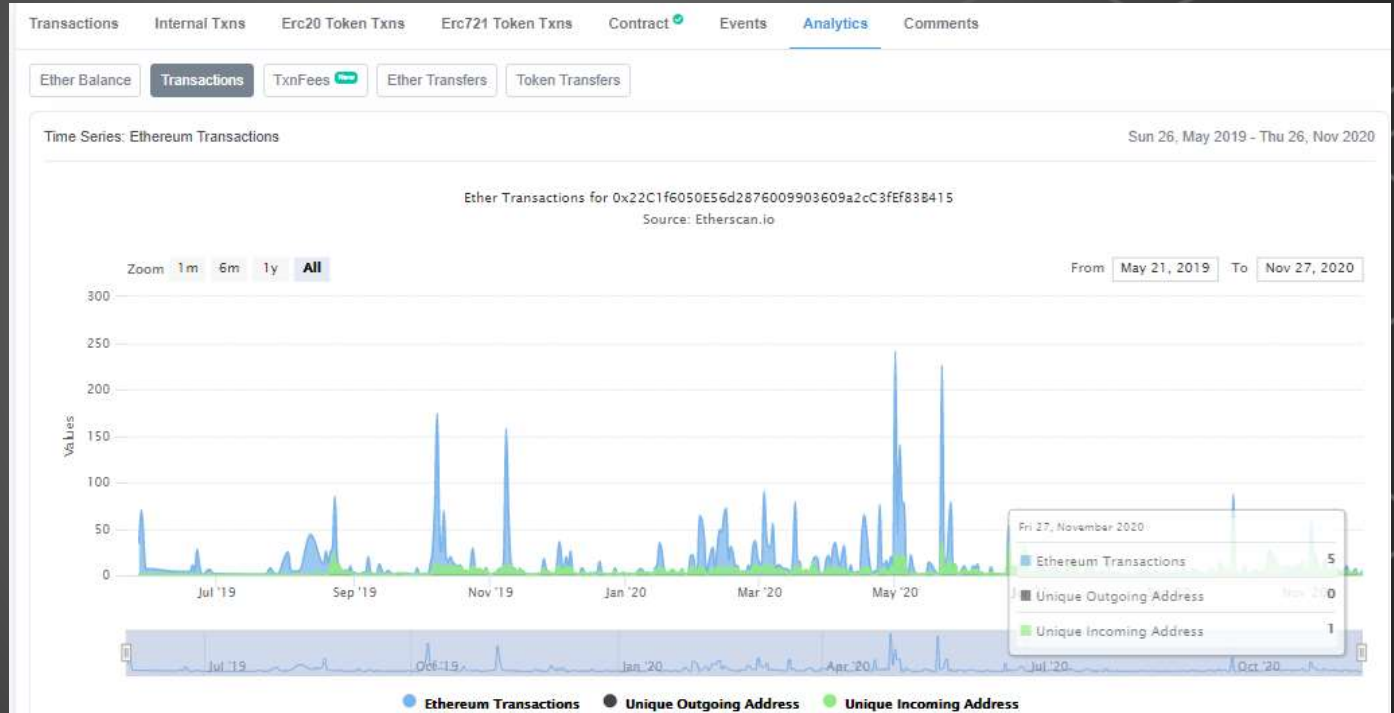 Transactions Internal Txns Erc20 Token Txns Erc721 Token Txns Contract Events Analytics Comments
Ether Balance Transactions TxnFees New Ether Transfers Token Transfers
Time Series: Ethereum Transactions Sun 26, May 2019 - Thu 26, Nov 2020
Ether Transactions for 0x22C1f6050E56d2876009903609a2cC3fEf83B415
Source: Etherscan.io
Zoom 1m 6m 1y All From May 21, 2019 To Nov 27, 2020
300
250
200
150
100
50
0
Values
Fri 27, November 2020
Ethereum Transactions 5
Unique Outgoing Address 0
Unique Incoming Address 1
Jul '19 Sep '19 Nov '19 Jan '20 Mar '20 May '20
Jul '19 Oct '19 Jan '20 Apr '20 Jul '20 Oct '20
Ethereum Transactions Unique Outgoing Address Unique Incoming Address